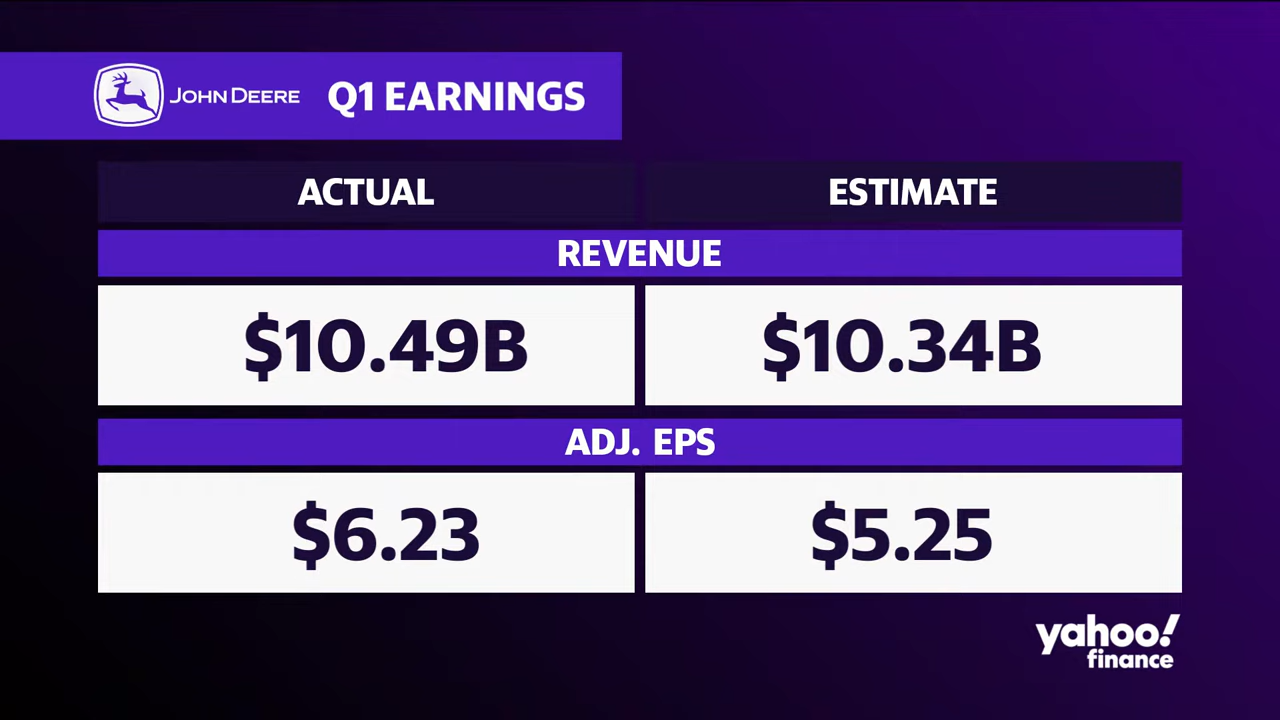 JOHN DEERE Q1 EARNINGS
ACTUAL ESTIMATE
REVENUE
$10.49B $10.34B
ADJ. EPS
$6.23 $5.25
yahoo!
finance